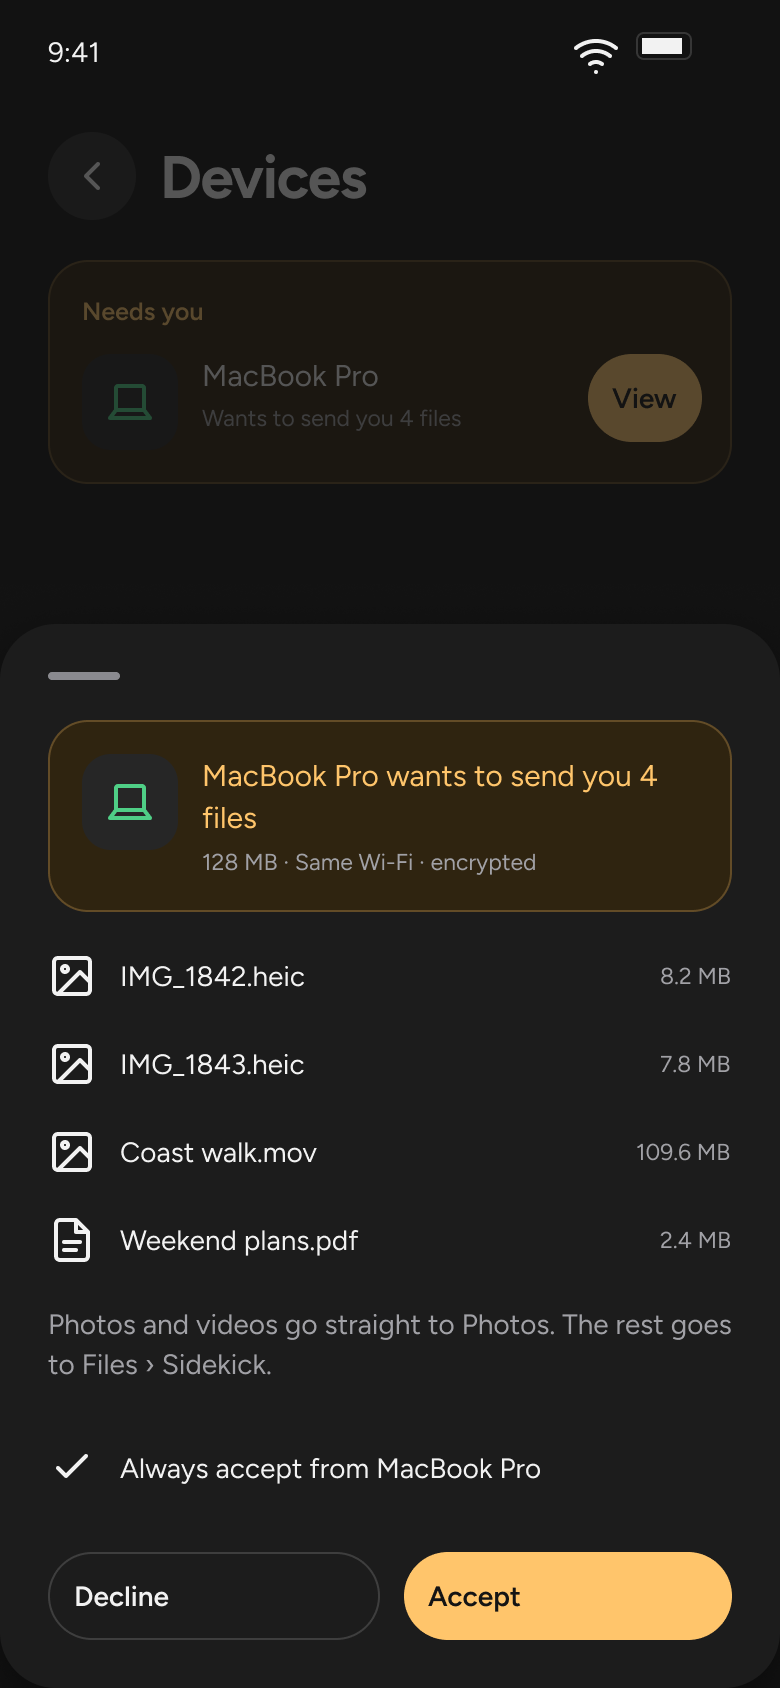 9:41
Devices
Needs you
MacBook Pro
Wants to send you 4 files
View
MacBook Pro wants to send you 4
files
128 MB · Same Wi-Fi · encrypted
IMG_1842.heic
8.2 MB
IMG_1843.heic
7.8 MB
Coast walk.mov
109.6 MB
Weekend plans.pdf
2.4 MB
Photos and videos go straight to Photos. The rest goes
to Files › Sidekick.
Always accept from MacBook Pro
Decline
Accept